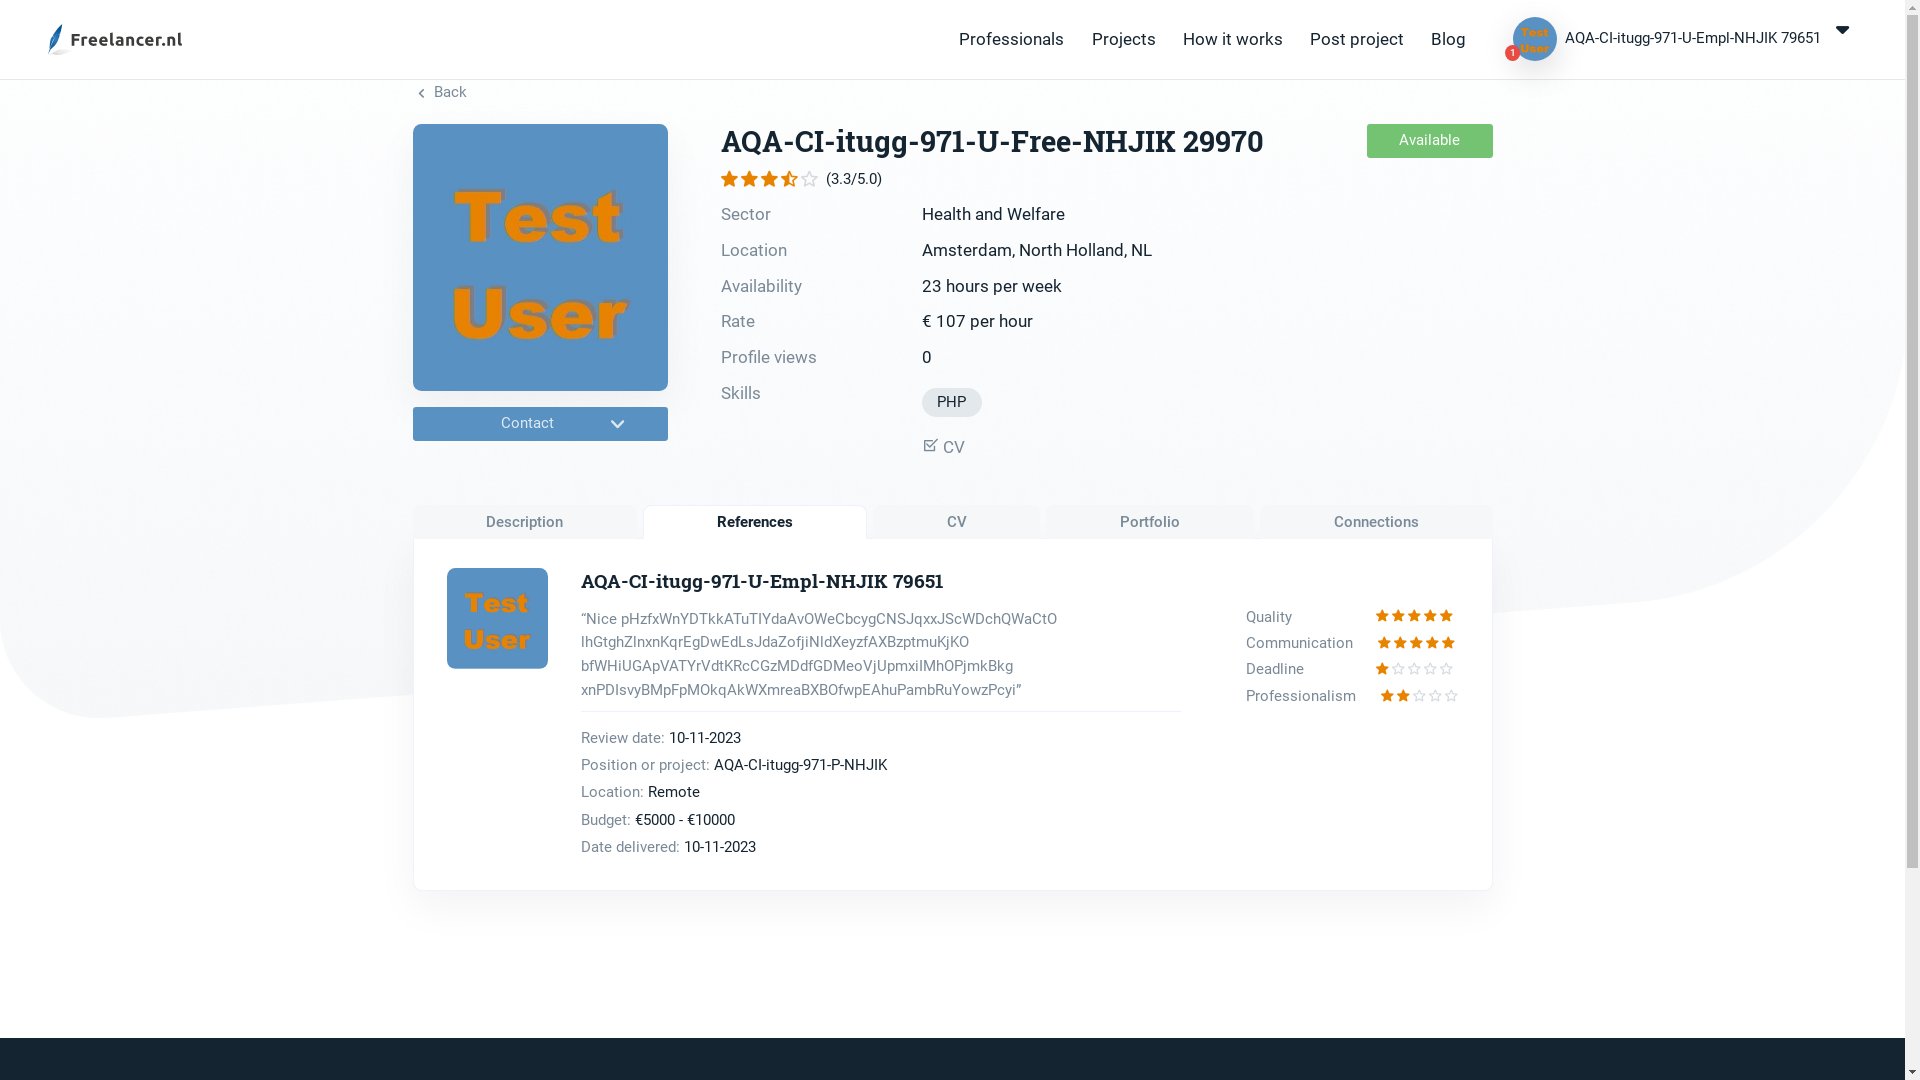 Freelancer.nl
Professionals
Projects
How it works
Post project
Blog
Test
User
1
AQA-CI-itugg-971-U-Empl-NHJIK 79651
Back
Test
User
Contact
AQA-CI-itugg-971-U-Free-NHJIK 29970
Available
(3.3/5.0)
Sector Health and Welfare
Location Amsterdam, North Holland, NL
Availability 23 hours per week
Rate € 107 per hour
Profile views 0
Skills PHP
CV
Description
References
CV
Portfolio
Connections
Test
User
AQA-CI-itugg-971-U-Empl-NHJIK 79651
“Nice pHzfxWnYDTkkATuTIYdaAvOWeCbcygCNSJqxxJScWDchQWaCtO
lhGtghZlnxnKqrEgDwEdLsJdaZofjiNldXeyzfAXBzptmuKjKO
bfWHiUGApVATYrVdtKRcCGzMDdfGDMeoVjUpmxiIMhOPjmkBkg
xnPDIsvyBMpFpMOkqAkWXmreaBXBOfwpEAhuPambRuYowzPcyi”
Quality
Communication
Deadline
Professionalism
Review date: 10-11-2023
Position or project: AQA-CI-itugg-971-P-NHJIK
Location: Remote
Budget: €5000 - €10000
Date delivered: 10-11-2023